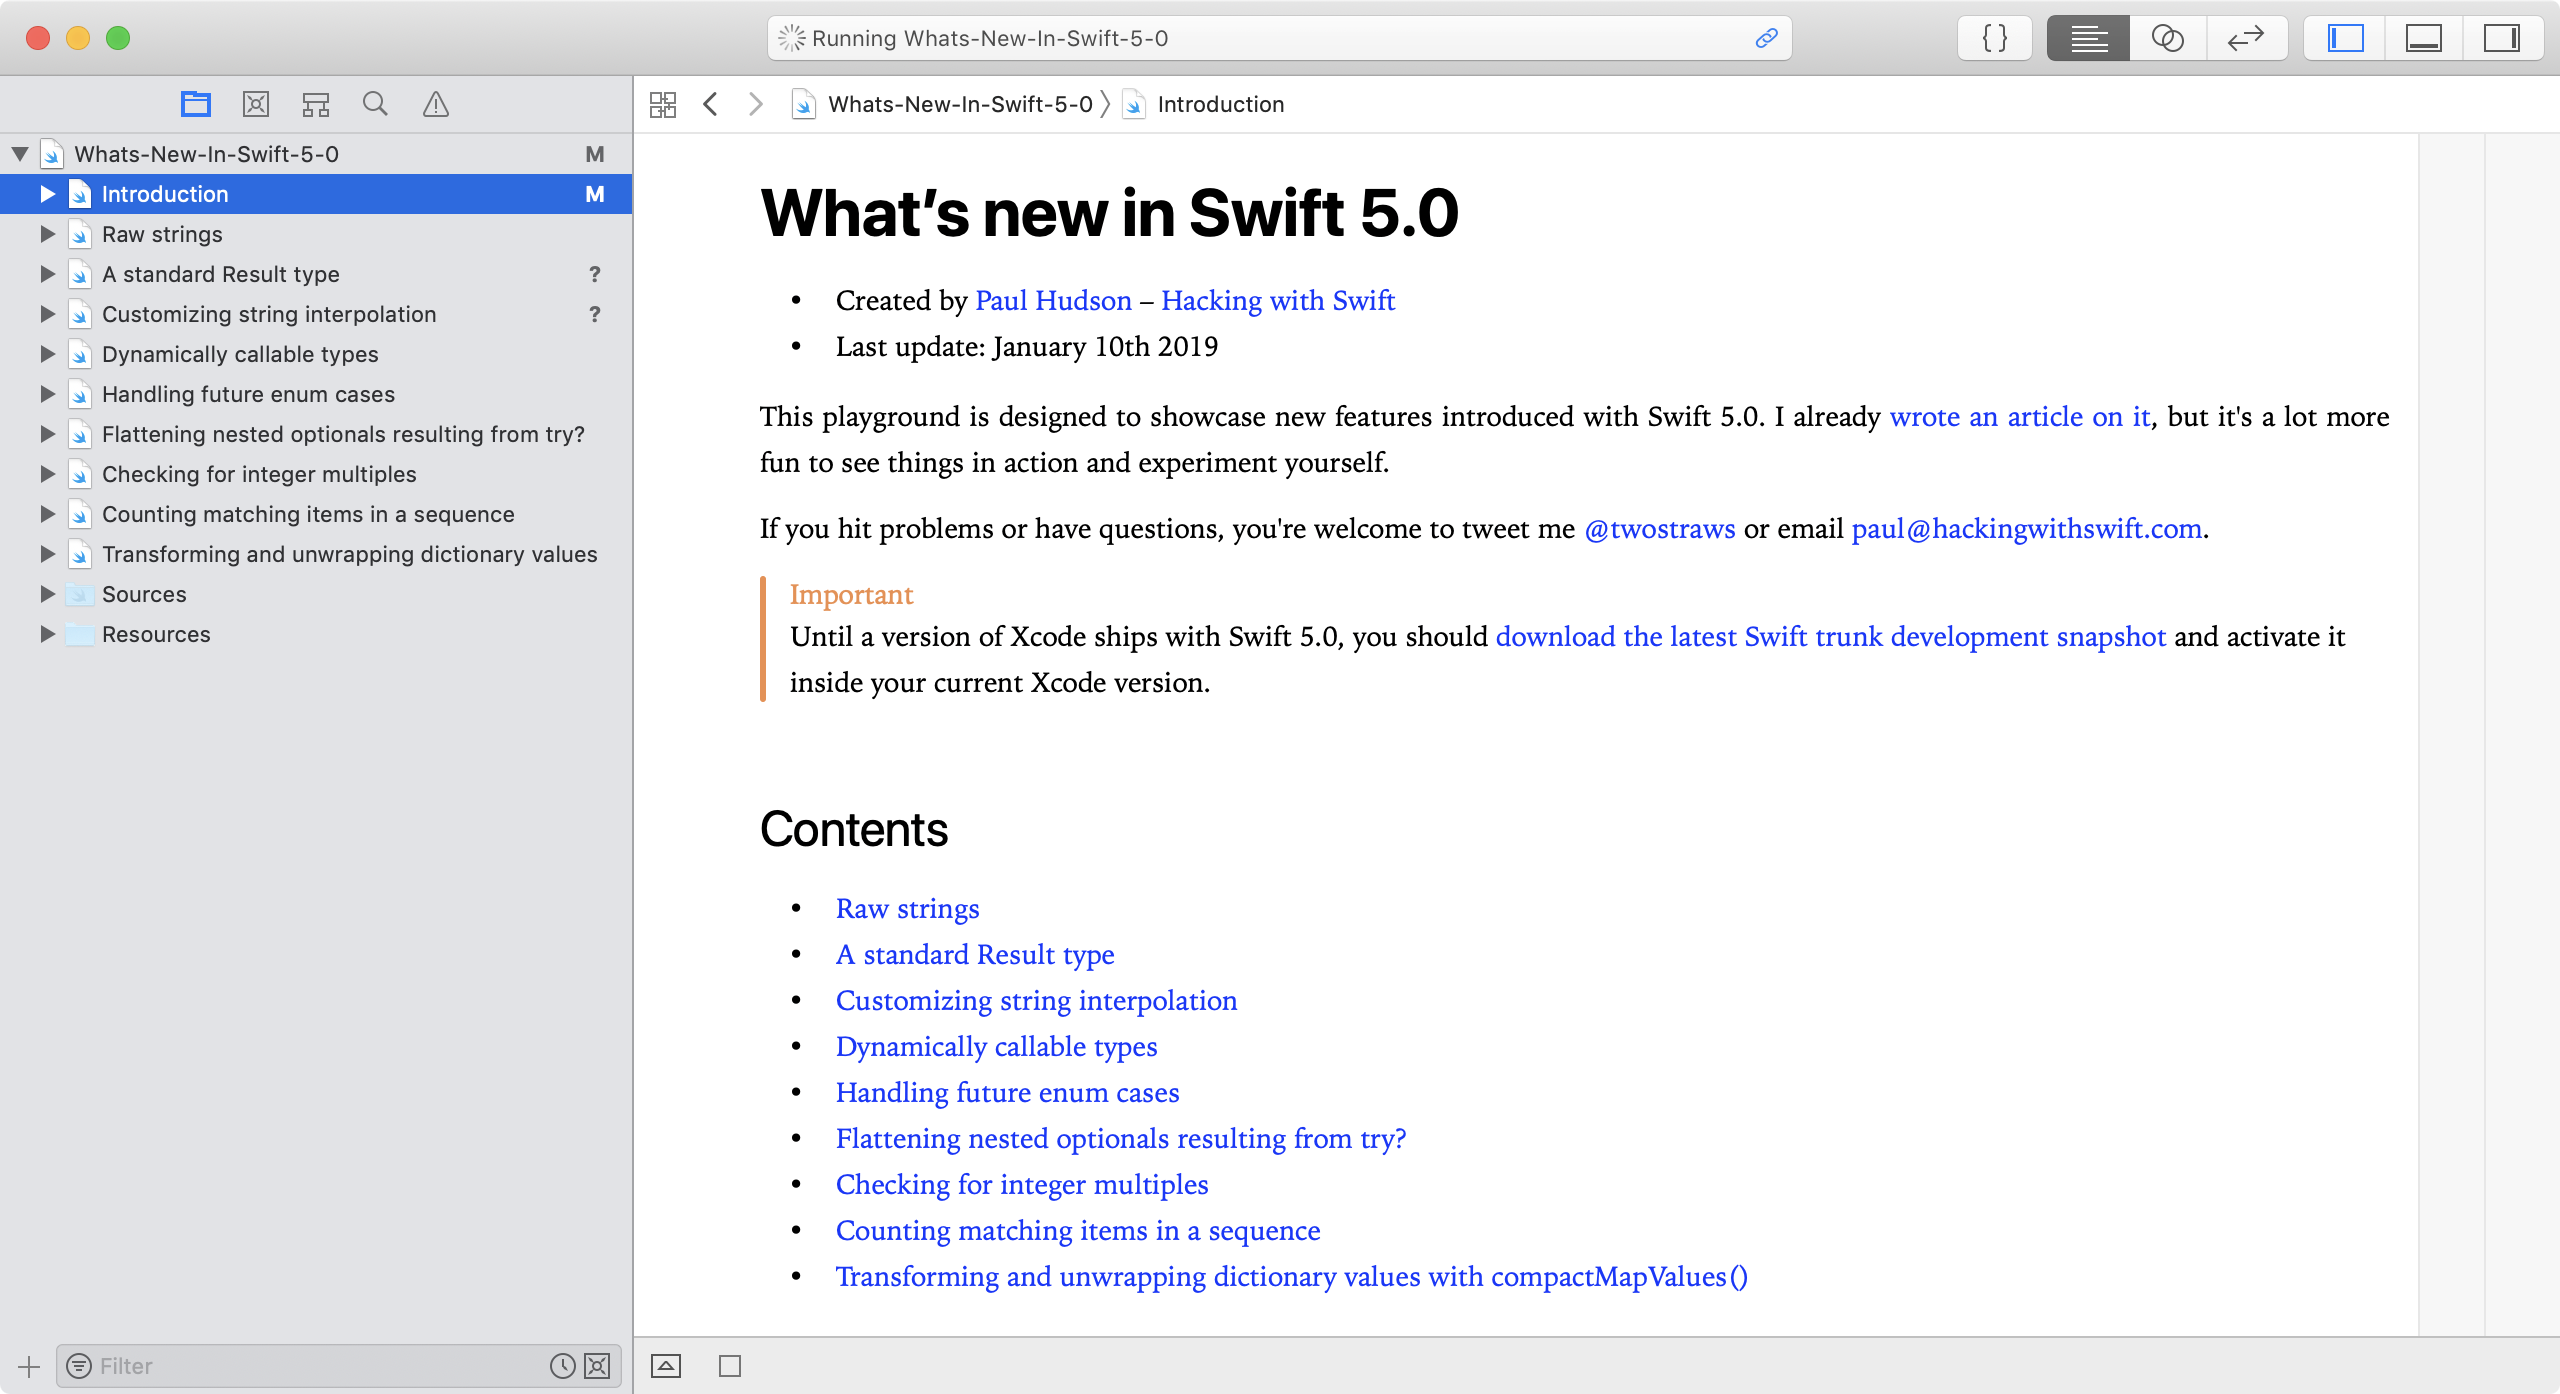 Running Whats-New-In-Swift-5-0
{ }
Whats-New-In-Swift-5-0 M
Introduction M
Raw strings
A standard Result type ?
Customizing string interpolation ?
Dynamically callable types
Handling future enum cases
Flattening nested optionals resulting from try?
Checking for integer multiples
Counting matching items in a sequence
Transforming and unwrapping dictionary values
Sources
Resources
Filter
Whats-New-In-Swift-5-0 〉 Introduction
What’s new in Swift 5.0
• Created by Paul Hudson – Hacking with Swift
• Last update: January 10th 2019
This playground is designed to showcase new features introduced with Swift 5.0. I already wrote an article on it, but it's a lot more
fun to see things in action and experiment yourself.
If you hit problems or have questions, you're welcome to tweet me @twostraws or email paul@hackingwithswift.com.
Important
Until a version of Xcode ships with Swift 5.0, you should download the latest Swift trunk development snapshot and activate it
inside your current Xcode version.
Contents
• Raw strings
• A standard Result type
• Customizing string interpolation
• Dynamically callable types
• Handling future enum cases
• Flattening nested optionals resulting from try?
• Checking for integer multiples
• Counting matching items in a sequence
• Transforming and unwrapping dictionary values with compactMapValues()